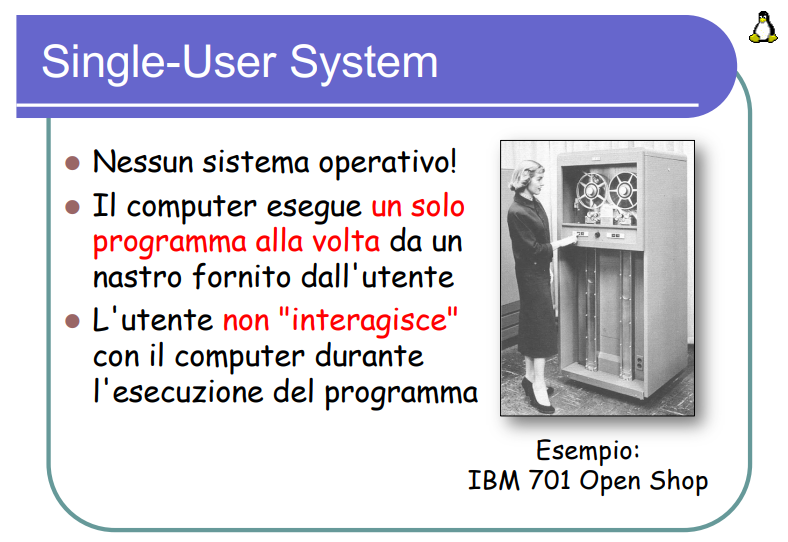 Single-User System
Nessun sistema operativo!
Il computer esegue un solo
programma alla volta da un
nastro fornito dall'utente
L'utente non "interagisce"
con il computer durante
l'esecuzione del programma
Esempio:
IBM 701 Open Shop